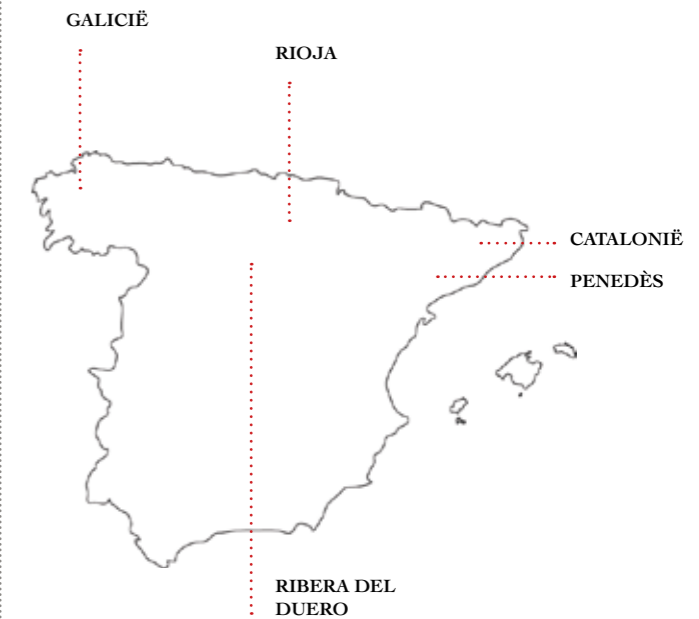 GALICIË
RIOJA
CATALONIË
PENEDÈS
RIBERA DEL
DUERO